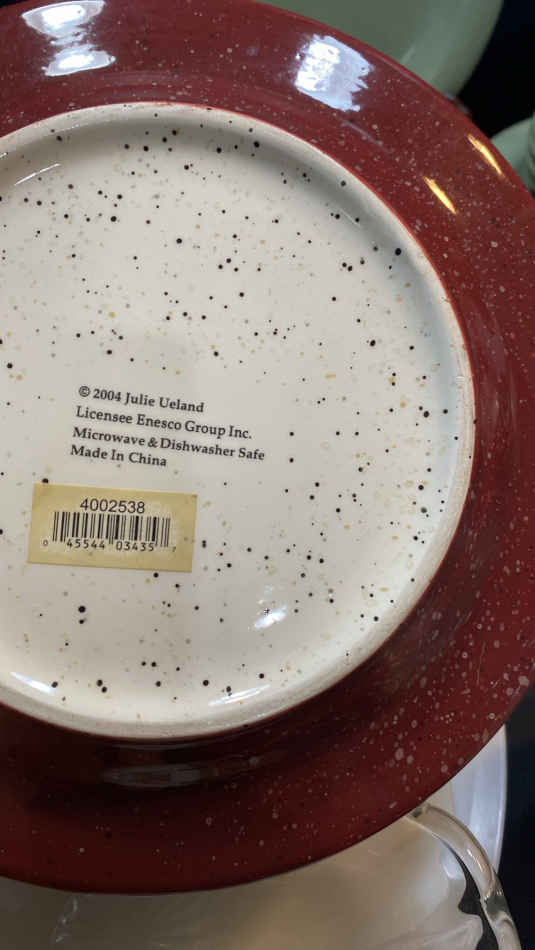 © 2004 Julie Ueland
Licensee Enesco Group Inc.
Microwave & Dishwasher Safe
Made In China
4002538
0 45544 03435 7